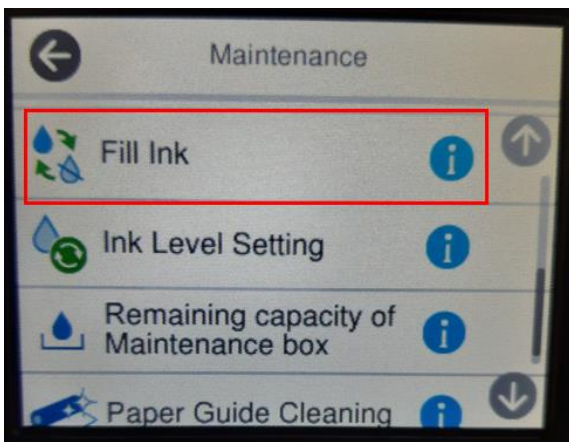 Maintenance
Fill Ink
Ink Level Setting
Remaining capacity of
Maintenance box
Paper Guide Cleaning